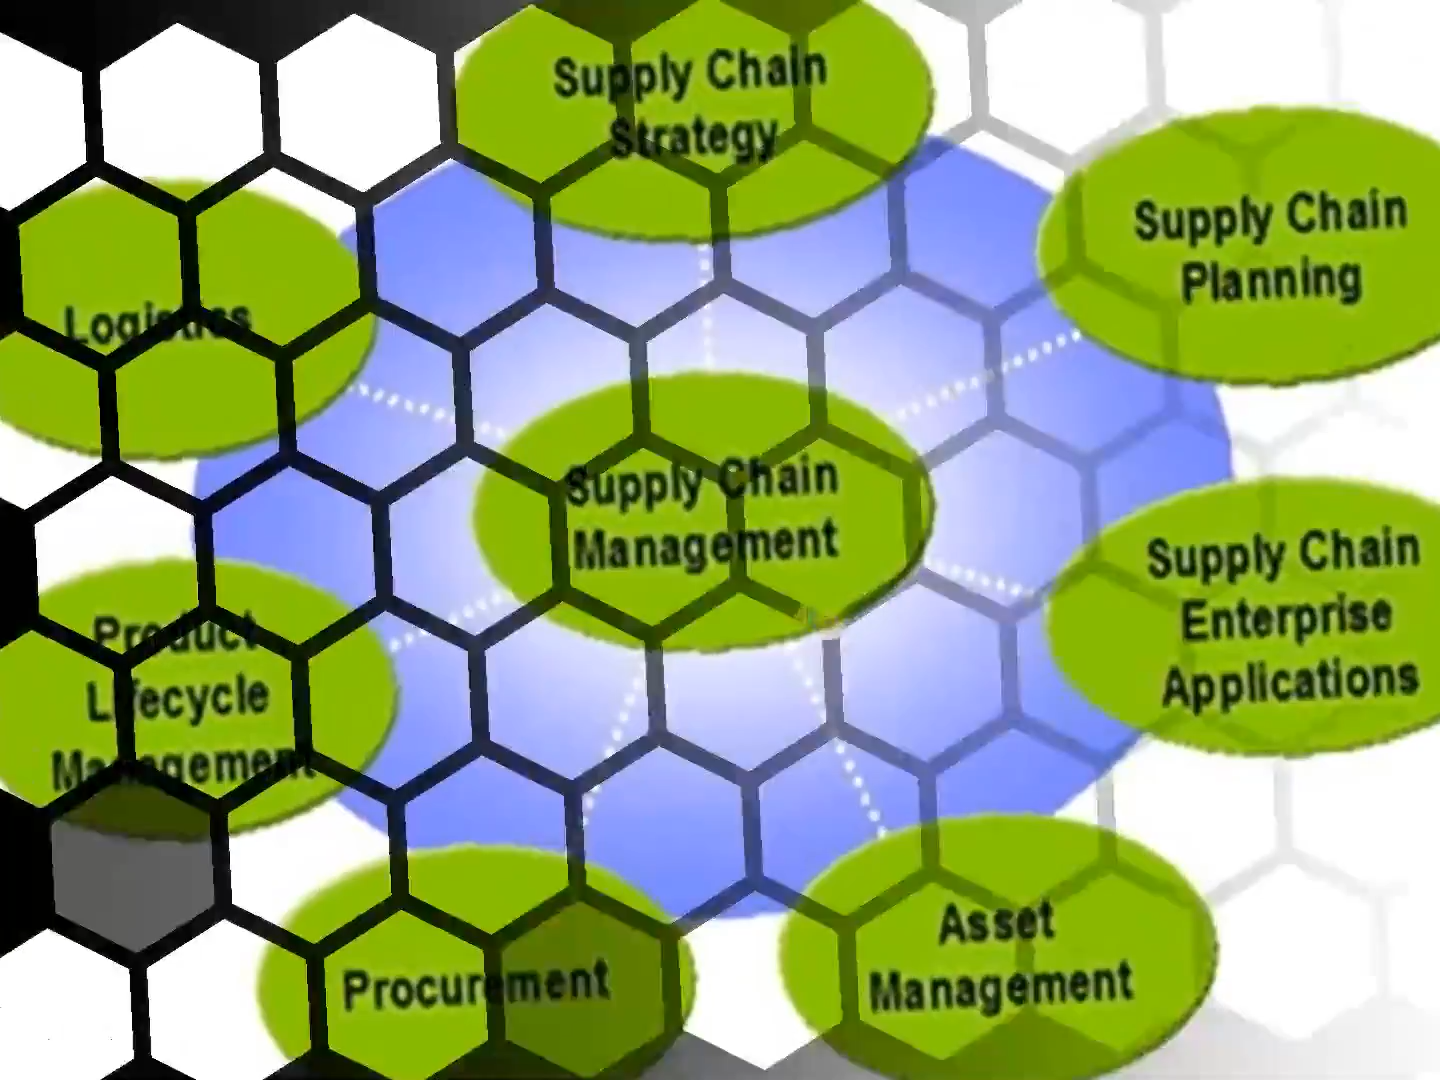 Supply Chain
Strategy
Supply Chain
Planning
Logistics
Supply Chain
Management
Supply Chain
Enterprise
Applications
Product
Lifecycle
Management
Procurement
Asset
Management